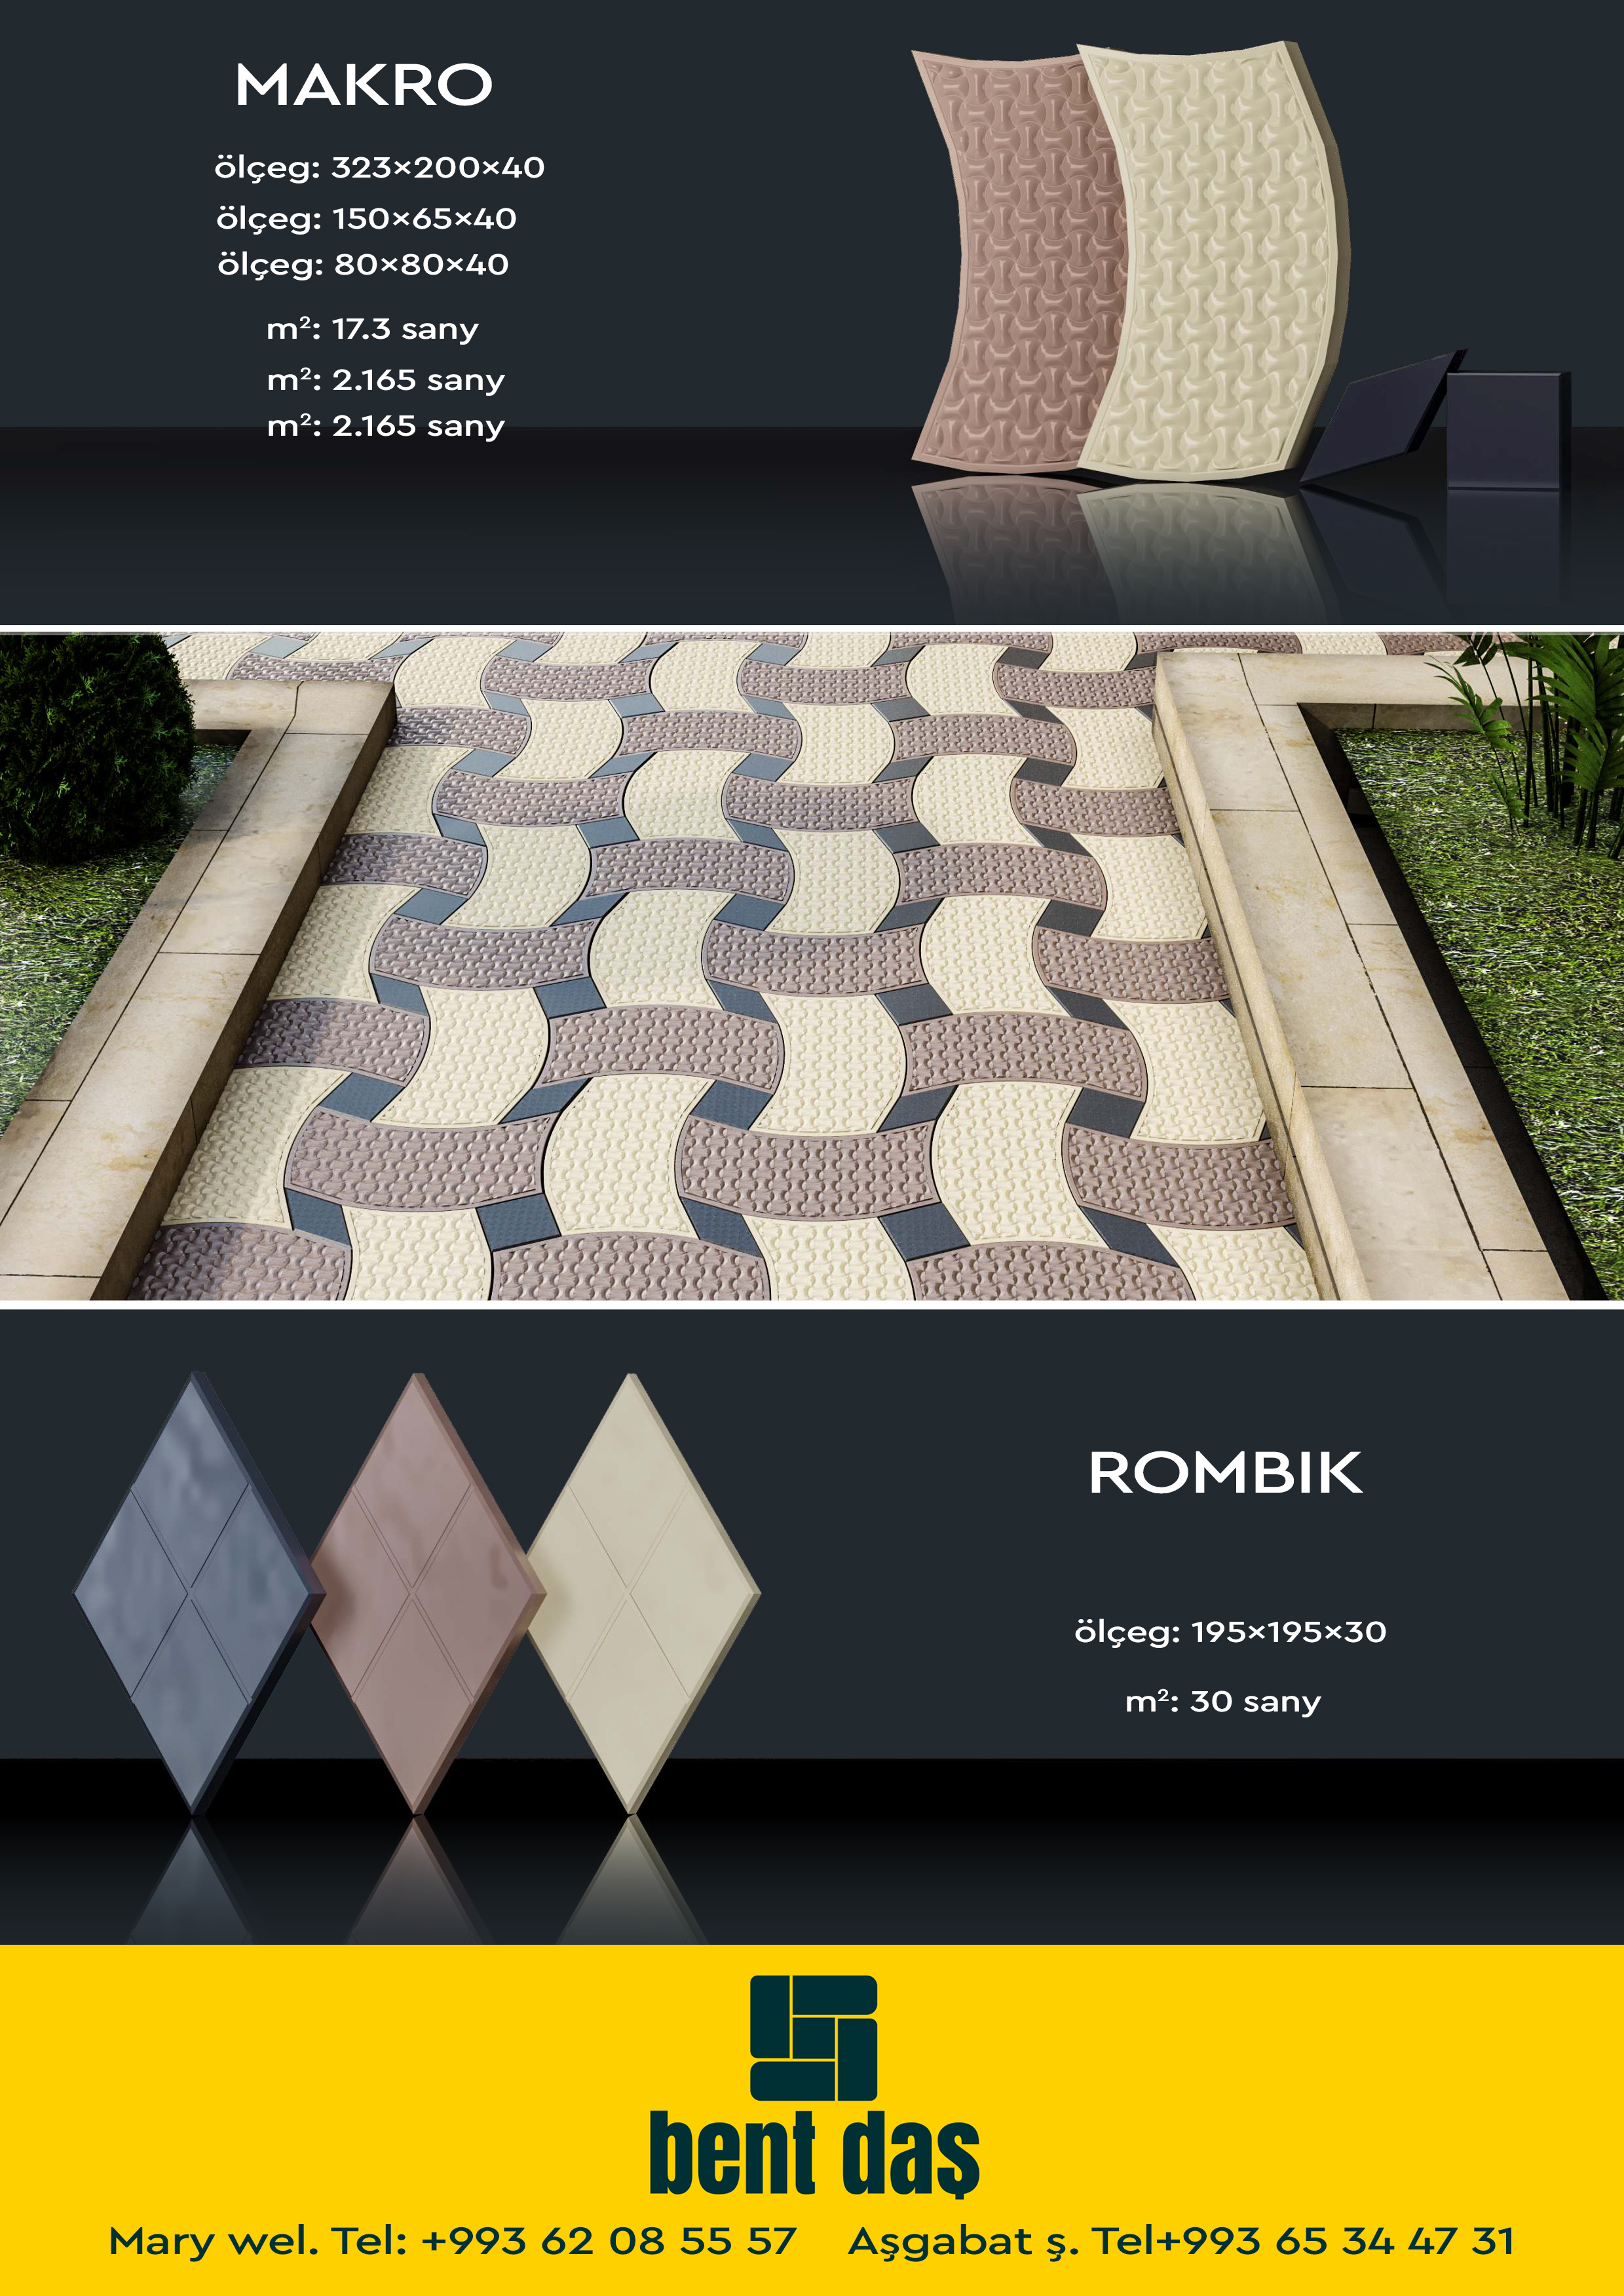 MAKRO
ölçeg: 323×200×40
ölçeg: 150×65×40
ölçeg: 80×80×40
m²: 17.3 sany
m²: 2.165 sany
m²: 2.165 sany
ROMBIK
ölçeg: 195×195×30
m²: 30 sany
bent daş
Mary wel. Tel: +993 62 08 55 57 Aşgabat ş. Tel+993 65 34 47 31